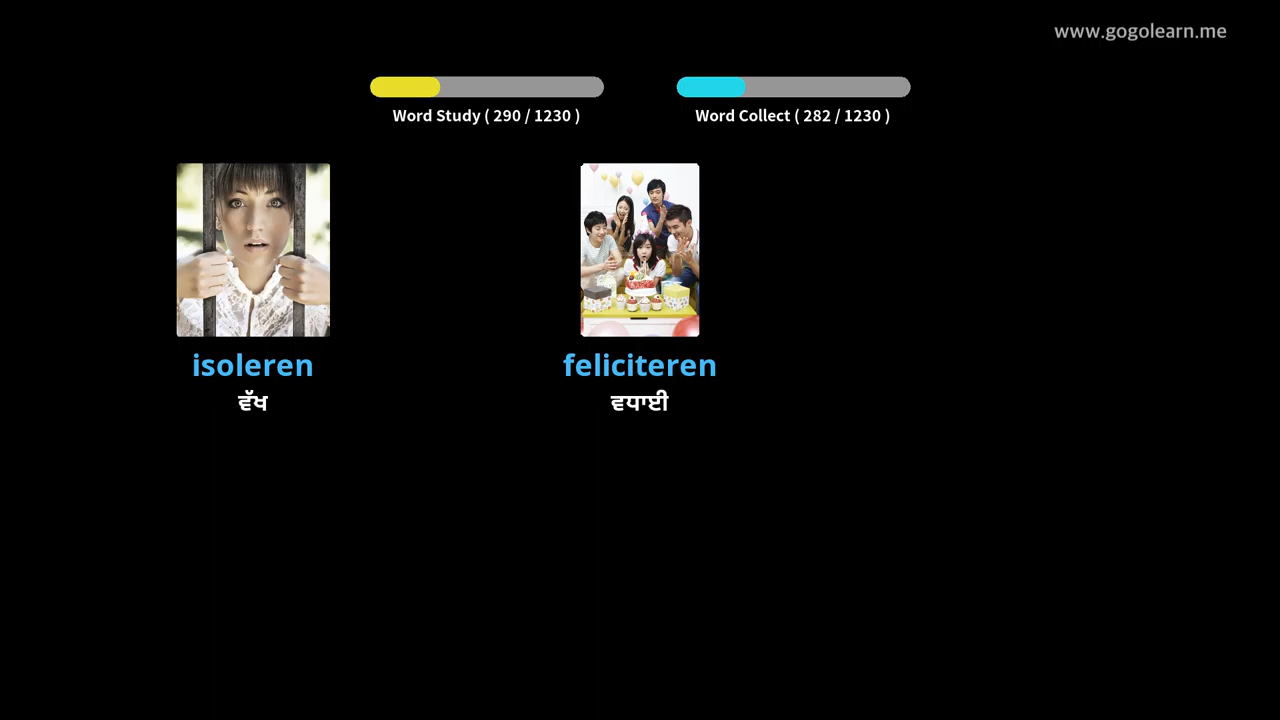 www.gogolearn.me
Word Study ( 290 / 1230 )
Word Collect ( 282 / 1230 )
isoleren
ਵੱਖ
feliciteren
ਵਧਾਈ